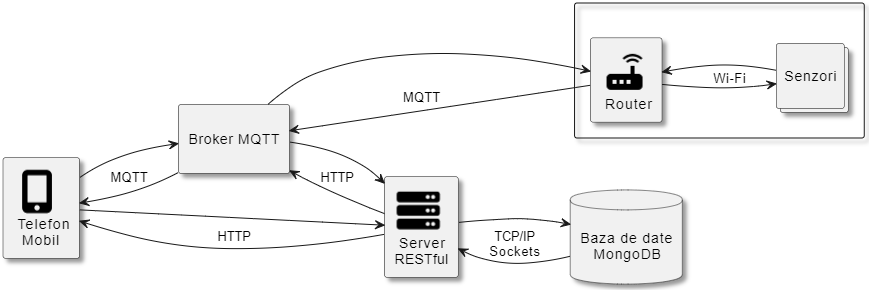 Router
Wi-Fi
Senzori
MQTT
Broker MQTT
MQTT
HTTP
Telefon
Mobil
HTTP
Server
RESTful
TCP/IP
Sockets
Baza de date
MongoDB